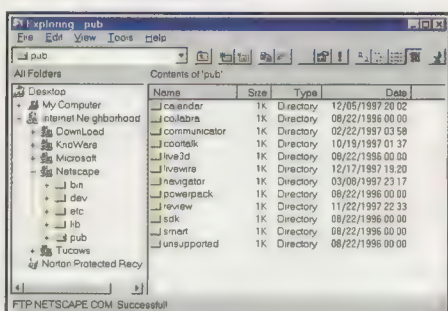 Exploring - pub
File Edit View Tools Help
pub
All Folders
Contents of 'pub'
Desktop
My Computer
Internet Neighborhood
DownLoad
KnoWare
Microsoft
Netscape
bin
dev
etc
lib
pub
Tucows
Norton Protected Recy
Name Size Type Date
calendar 1K Directory 12/05/1997 20:02
collabra 1K Directory 08/22/1996 00:00
communicator 1K Directory 02/22/1997 03:58
cooltalk 1K Directory 10/19/1997 01:37
live3d 1K Directory 08/22/1996 00:00
livewire 1K Directory 12/17/1997 19:20
navigator 1K Directory 03/08/1997 23:17
powerpack 1K Directory 08/22/1996 00:00
review 1K Directory 11/22/1997 22:33
sdk 1K Directory 08/22/1996 00:00
smart 1K Directory 08/22/1996 00:00
unsupported 1K Directory 08/22/1996 00:00
FTP.NETSCAPE.COM Successful!